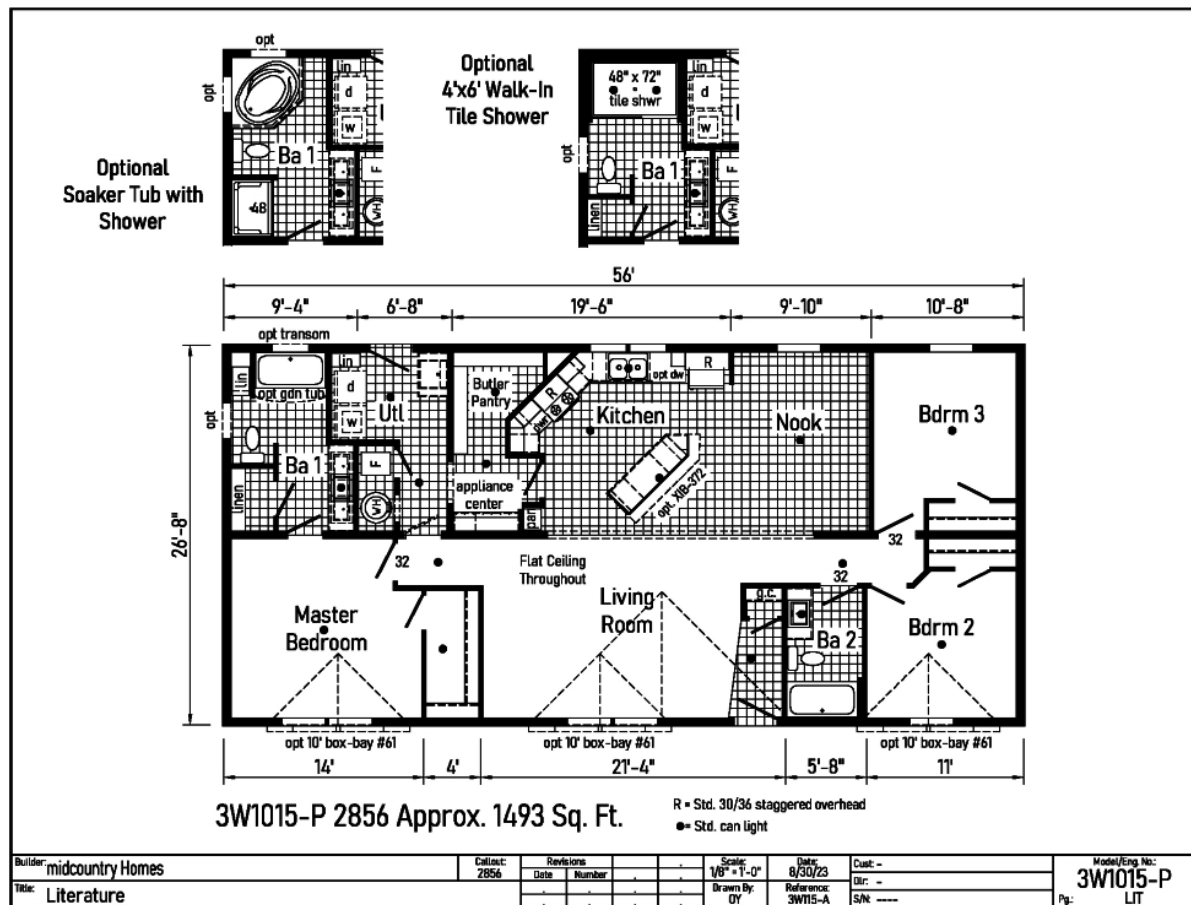 opt
opt
Optional
Soaker Tub with
Shower
lin
d
w
Ba 1
F
WH
48
Optional
4'x6' Walk-In
Tile Shower
48" x 72"
tile shwr
opt
lin
d
w
Ba 1
F
WH
linen
56'
9'-4"
6'-8"
19'-6"
9'-10"
10'-8"
opt transom
26'-8"
lin
opt gdn tub
opt
lin
d
w
Utl
Butler
Pantry
R
opt dw
R
dwr
Kitchen
Nook
Bdrm 3
Ba 1
linen
F
WH
appliance
center
pan
opt. XIB-372
32
Flat Ceiling
Throughout
32
32
Master
Bedroom
Living
Room
g.c.
Ba 2
Bdrm 2
opt 10' box-bay #61
opt 10' box-bay #61
opt 10' box-bay #61
14'
4'
21'-4"
5'-8"
11'
3W1015-P 2856 Approx. 1493 Sq. Ft.
R = Std. 30/36 staggered overhead
●= Std. can light
Builder: midcountry Homes
Title: Literature
Callout:
2856
Revisions
Date Number
Scale:
1/8" = 1'-0"
Drawn By:
OY
Date:
8/30/23
Reference:
3W115-A
Cust: -
Dlr: -
S/N: ----
Model/Eng. No.:
3W1015-P
Pg.: LIT